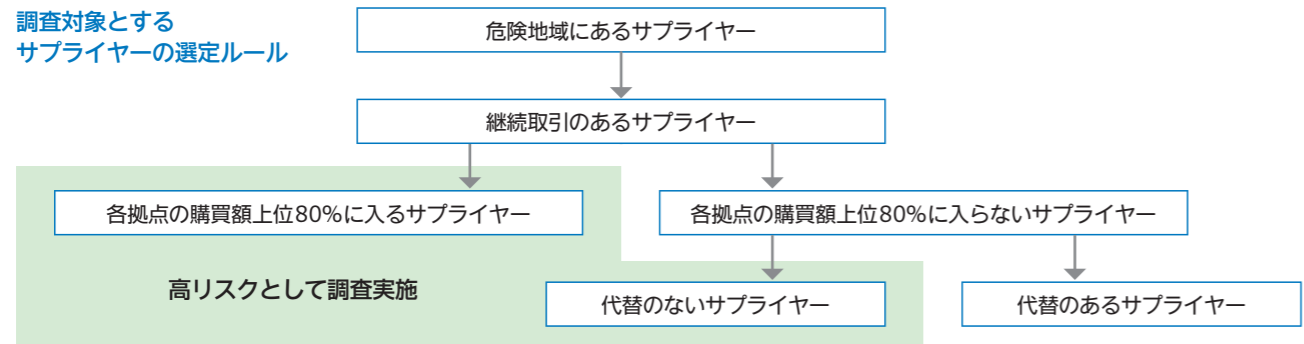 調査対象とする
サプライヤーの選定ルール
危険地域にあるサプライヤー
継続取引のあるサプライヤー
各拠点の購買額上位80%に入るサプライヤー
各拠点の購買額上位80%に入らないサプライヤー
高リスクとして調査実施
代替のないサプライヤー
代替のあるサプライヤー